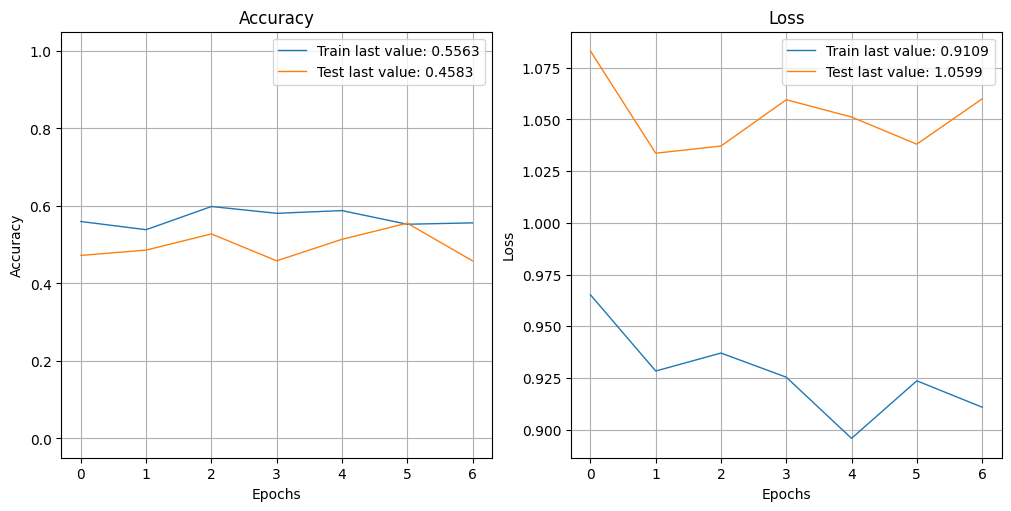 Accuracy
Train last value: 0.5563
Test last value: 0.4583
1.0
0.8
0.6
0.4
0.2
0.0
Accuracy
0 1 2 3 4 5 6
Epochs
Loss
Train last value: 0.9109
Test last value: 1.0599
1.075
1.050
1.025
1.000
0.975
0.950
0.925
0.900
Loss
0 1 2 3 4 5 6
Epochs